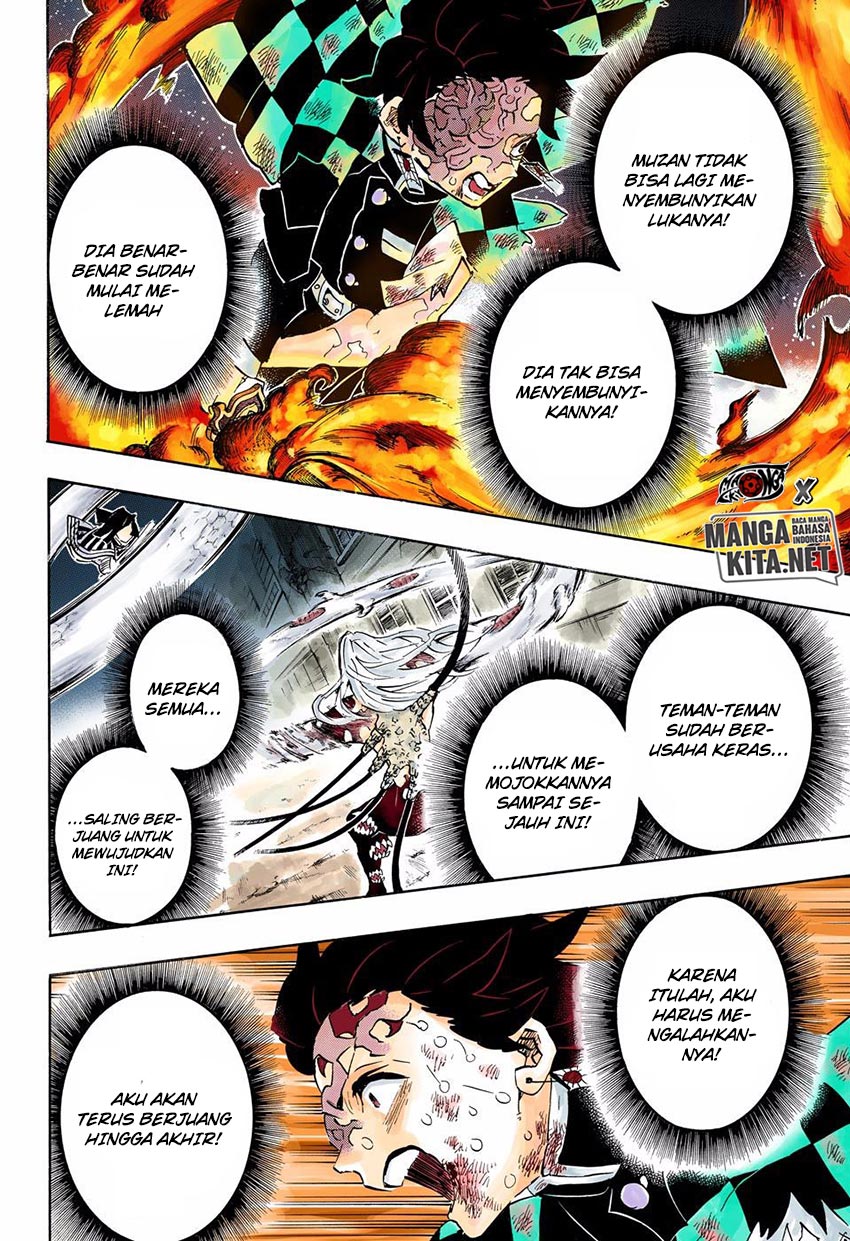 MUZAN TIDAK
BISA LAGI ME-
NYEMBUNYIKAN
LUKANYA!
DIA TAK BISA
MENYEMBUNYI-
KANNYA!
DIA BENAR-
BENAR SUDAH
MULAI ME-
LEMAH
X
MANGA
KITA.NET
BACA MANGA
BAHASA
INDONESIA
TEMAN-TEMAN
SUDAH BER-
USAHA KERAS...
...UNTUK ME-
MOJOKKANNYA
SAMPAI SE-
JAUH INI!
MEREKA
SEMUA...
...SALING BER-
JUANG UNTUK
MEWUJUDKAN
INI!
KARENA
ITULAH, AKU
HARUS ME-
NGALAHKAN-
NYA!
AKU AKAN
TERUS BERJUANG
HINGGA AKHIR!